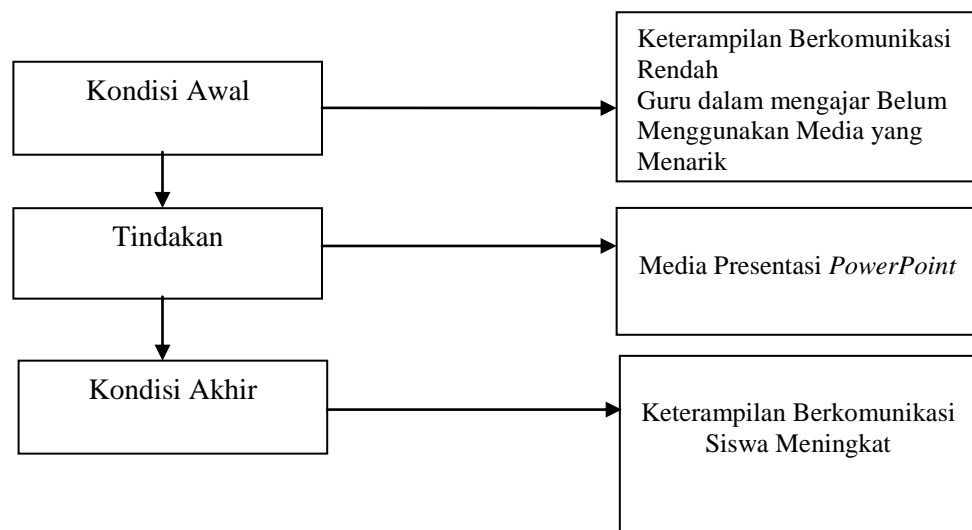 Kondisi Awal
Keterampilan Berkomunikasi
Rendah
Guru dalam mengajar Belum
Menggunakan Media yang
Menarik
Tindakan
Media Presentasi PowerPoint
Kondisi Akhir
Keterampilan Berkomunikasi
Siswa Meningkat